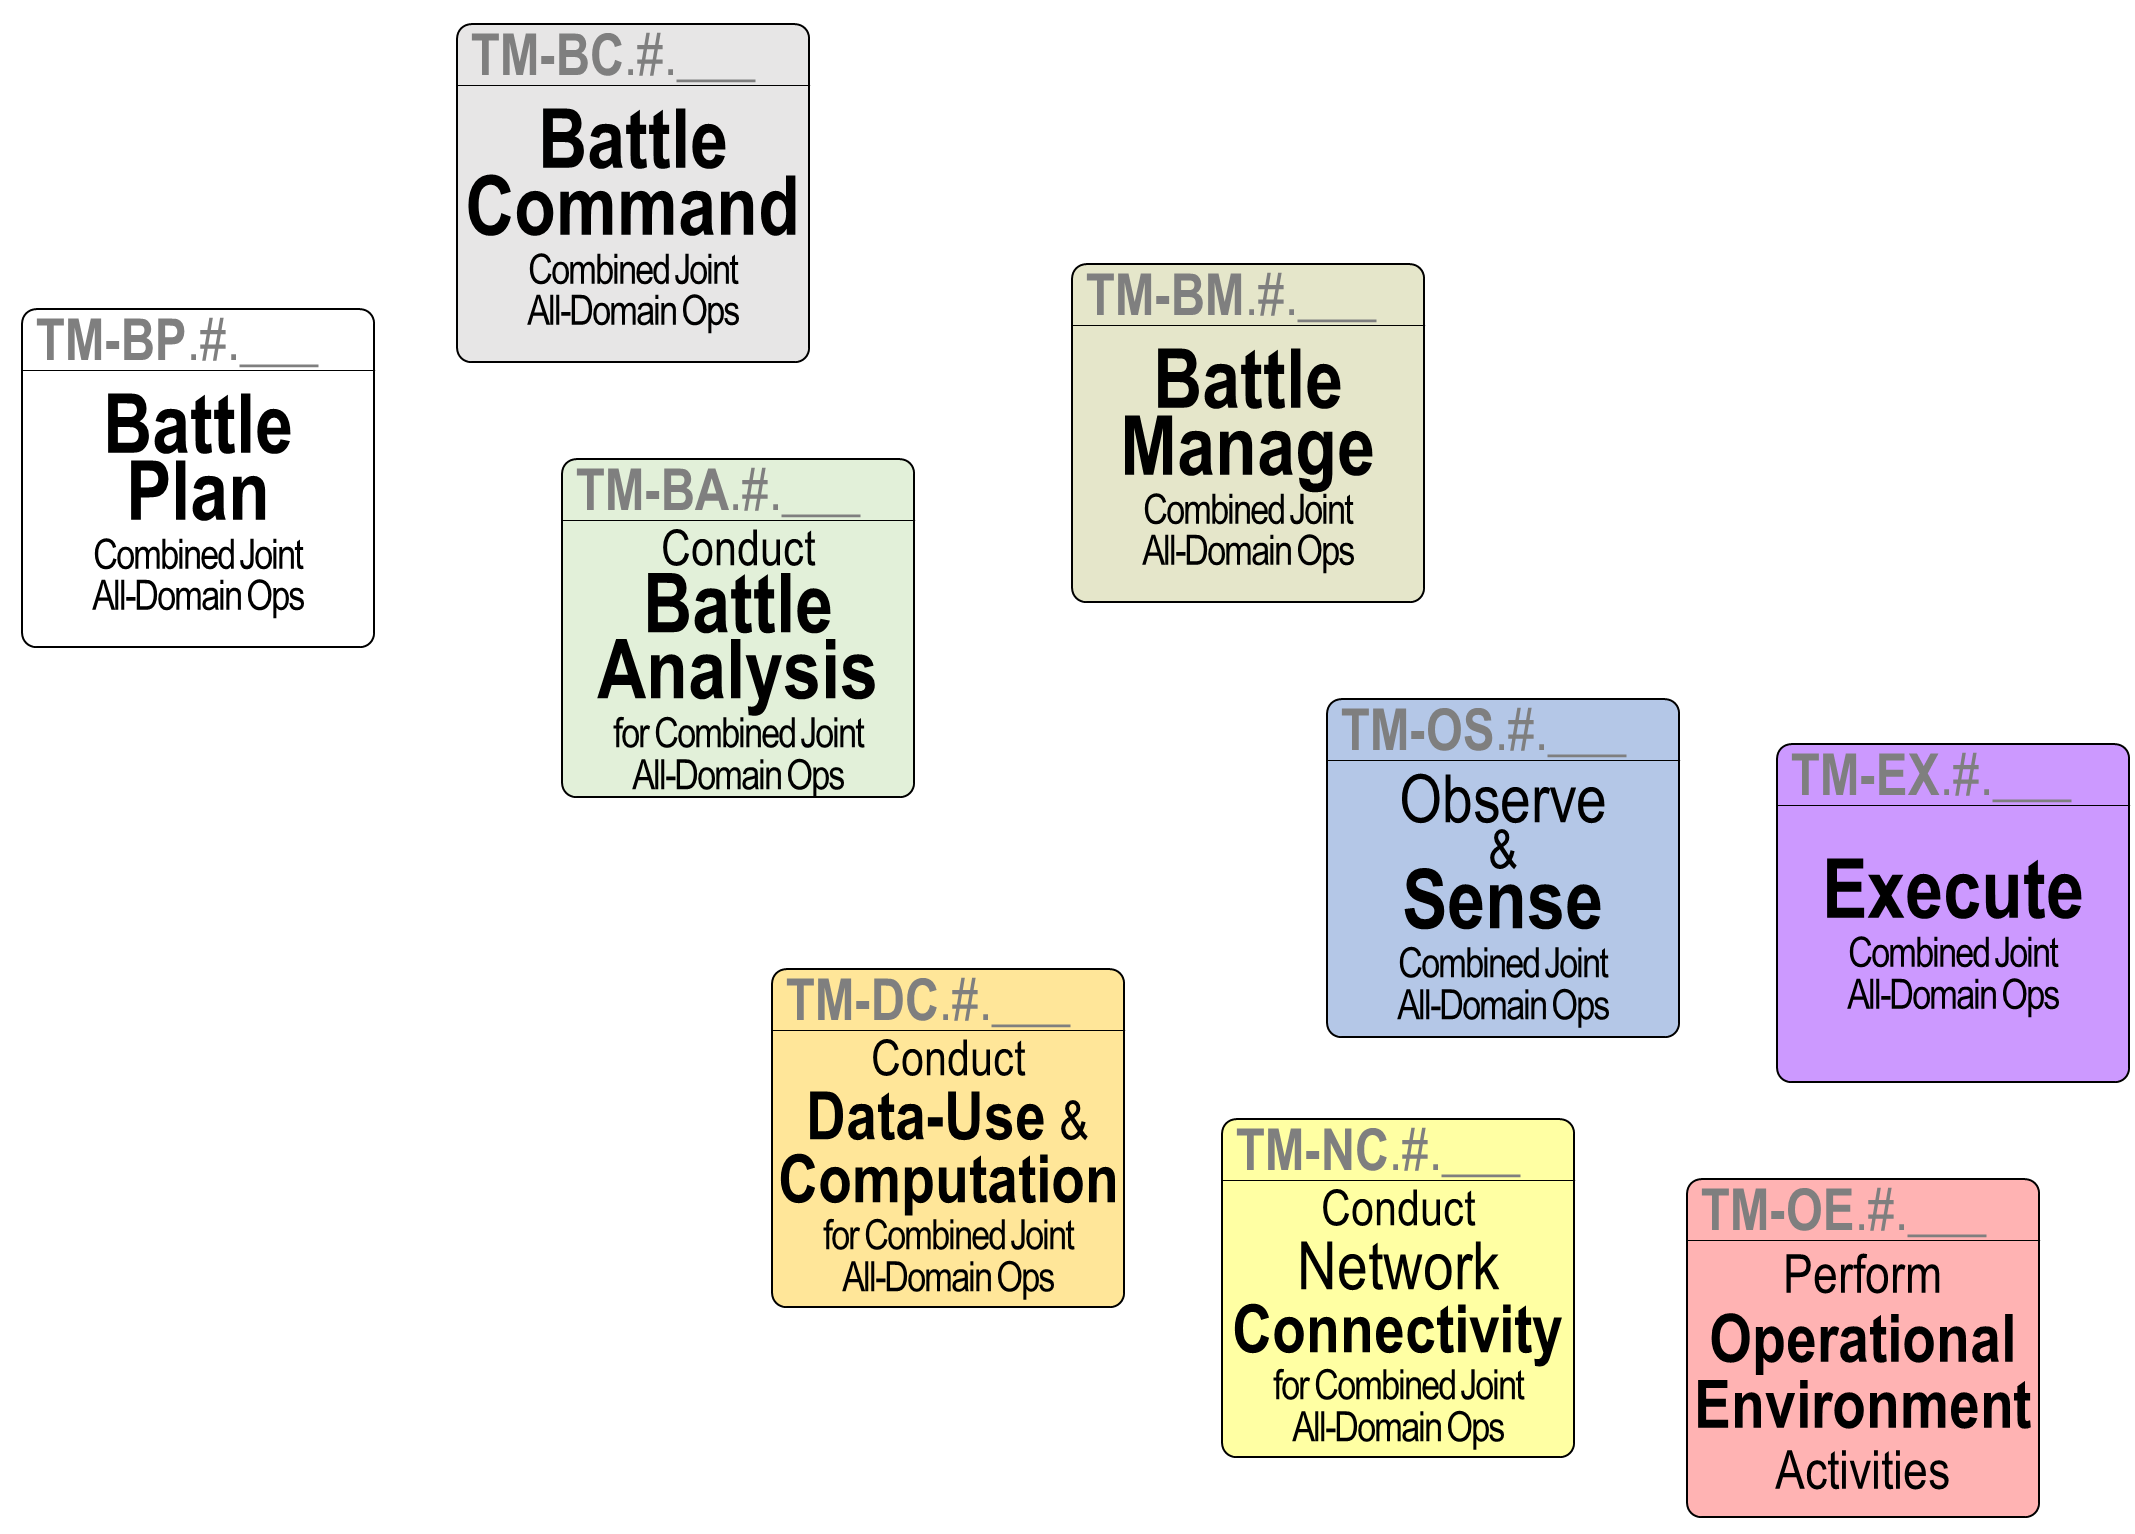 TM-BC.#.___
Battle
Command
Combined Joint
All-Domain Ops
TM-BM.#.___
Battle
Manage
Combined Joint
All-Domain Ops
TM-BP.#.___
Battle
Plan
Combined Joint
All-Domain Ops
TM-BA.#.___
Conduct
Battle
Analysis
for Combined Joint
All-Domain Ops
TM-OS.#.___
Observe
&
Sense
Combined Joint
All-Domain Ops
TM-EX.#.___
Execute
Combined Joint
All-Domain Ops
TM-DC.#.___
Conduct
Data-Use &
Computation
for Combined Joint
All-Domain Ops
TM-NC.#.___
Conduct
Network
Connectivity
for Combined Joint
All-Domain Ops
TM-OE.#.___
Perform
Operational
Environment
Activities